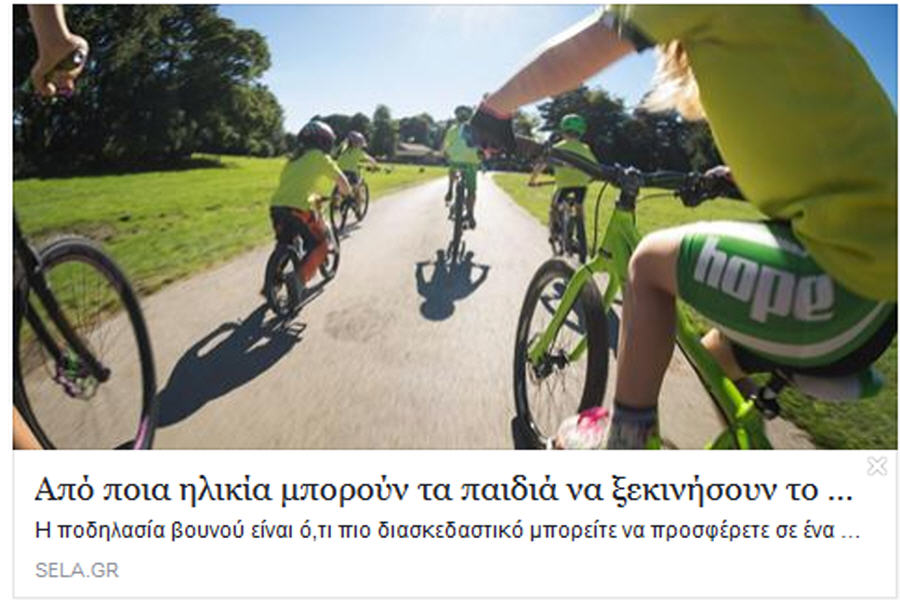 hope
Από ποια ηλικία μπορούν τα παιδιά να ξεκινήσουν το ...
Η ποδηλασία βουνού είναι ό,τι πιο διασκεδαστικό μπορείτε να προσφέρετε σε ένα ...
SELA.GR